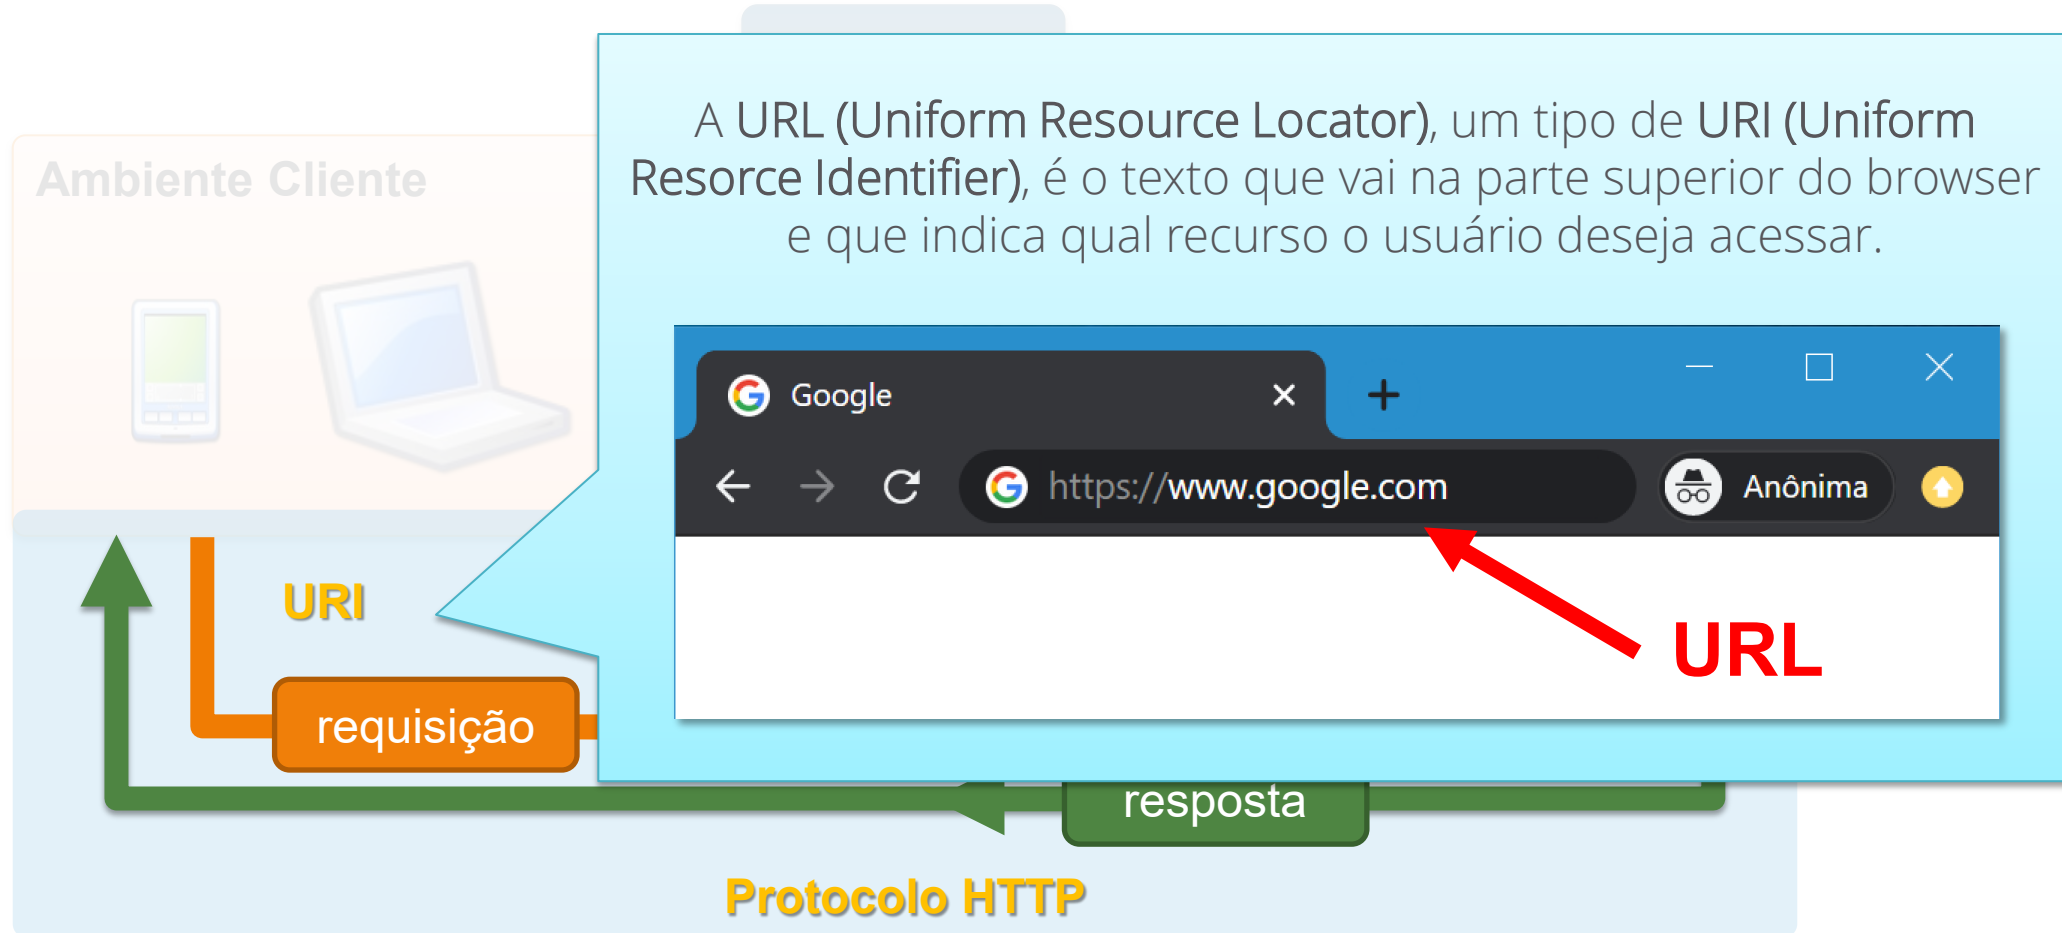 A URL (Uniform Resource Locator), um tipo de URI (Uniform
Resorce Identifier), é o texto que vai na parte superior do browser
e que indica qual recurso o usuário deseja acessar.
Ambiente Cliente
Google
https://www.google.com
Anônima
URL
URI
requisição
resposta
Protocolo HTTP